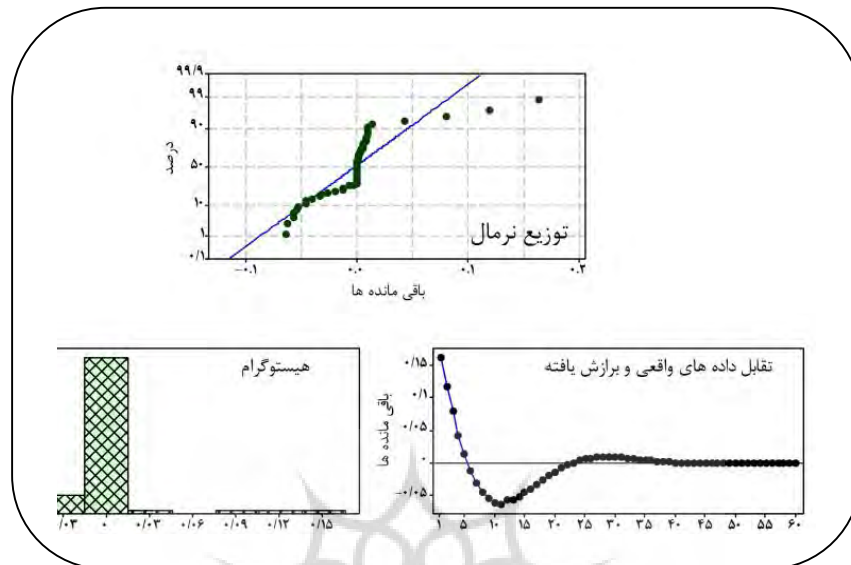 ۹۹/۹
۹۹
۹۰
۵۰
۱۰
۱
۰/۱
درصد
توزیع نرمال
−۰.۱ ۰.۰ ۰.۱ ۰.۲
باقی مانده ها
هیستوگرام
/۰۳ ۰ ۰/۰۳ ۰/۰۶ ۰/۰۹ ۰/۱۲ ۰/۱۵
تقابل داده های واقعی و برازش یافته
۰/۱۵
۰/۱
۰/۰۵
۰
−۰/۰۵
باقی مانده ها
۱ ۵ ۱۰ ۱۵ ۲۰ ۲۵ ۳۰ ۳۵ ۴۰ ۴۵ ۵۰ ۵۵ ۶۰